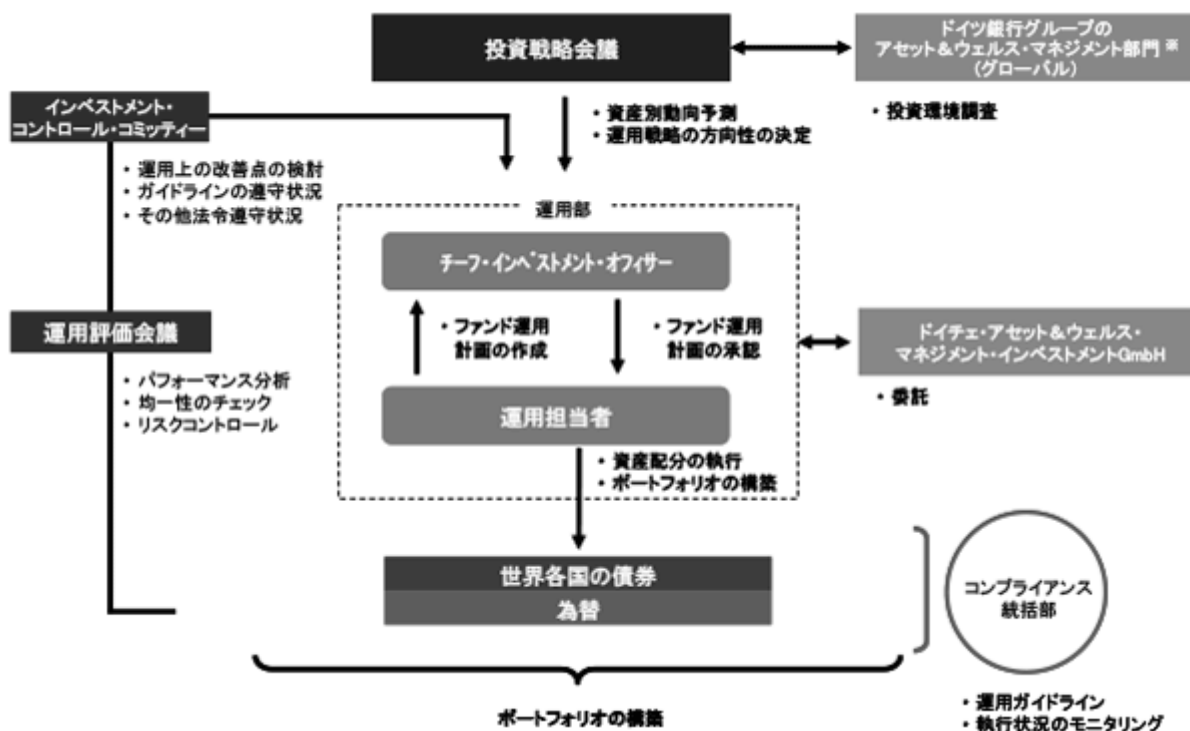 投資戦略会議
ドイツ銀行グループの
アセット&ウェルス・マネジメント部門 ※
(グローバル)
・ 投資環境調査
・ 資産別動向予測
・ 運用戦略の方向性の決定
インベストメント・
コントロール・コミッティー
・ 運用上の改善点の検討
・ ガイドラインの遵守状況
・ その他法令遵守状況
運用部
チーフ・インベストメント・オフィサー
・ ファンド運用
計画の作成
・ ファンド運用
計画の承認
運用担当者
運用評価会議
・ パフォーマンス分析
・ 均一性のチェック
・ リスクコントロール
ドイチェ・アセット&ウェルス・
マネジメント・インベストメントGmbH
・ 委託
・ 資産配分の執行
・ ポートフォリオの構築
世界各国の債券
為替
コンプライアンス
統括部
・ 運用ガイドライン
・ 執行状況のモニタリング
ポートフォリオの構築